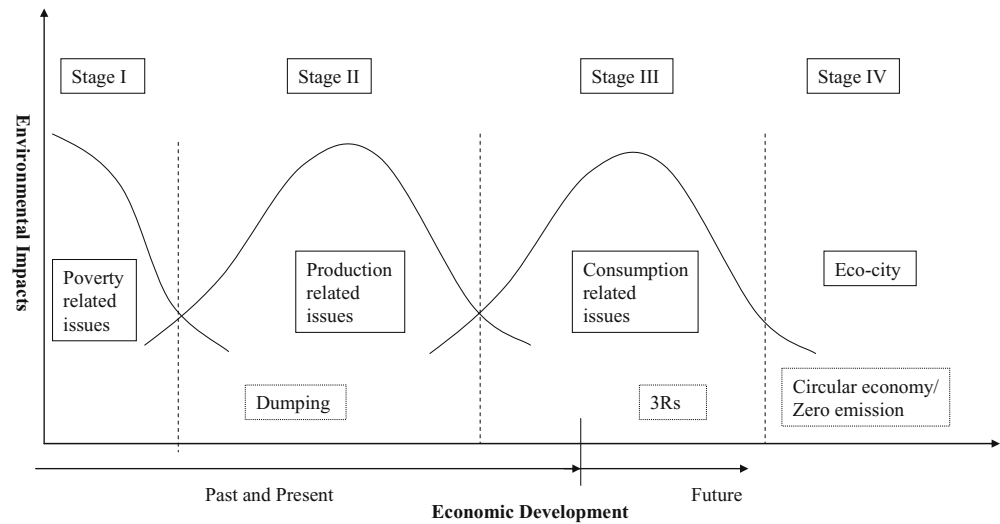 Stage I
Stage II
Stage III
Stage IV
Environmental Impacts
Poverty
related
issues
Production
related
issues
Consumption
related
issues
Eco-city
Dumping
3Rs
Circular economy/
Zero emission
Past and Present
Future
Economic Development